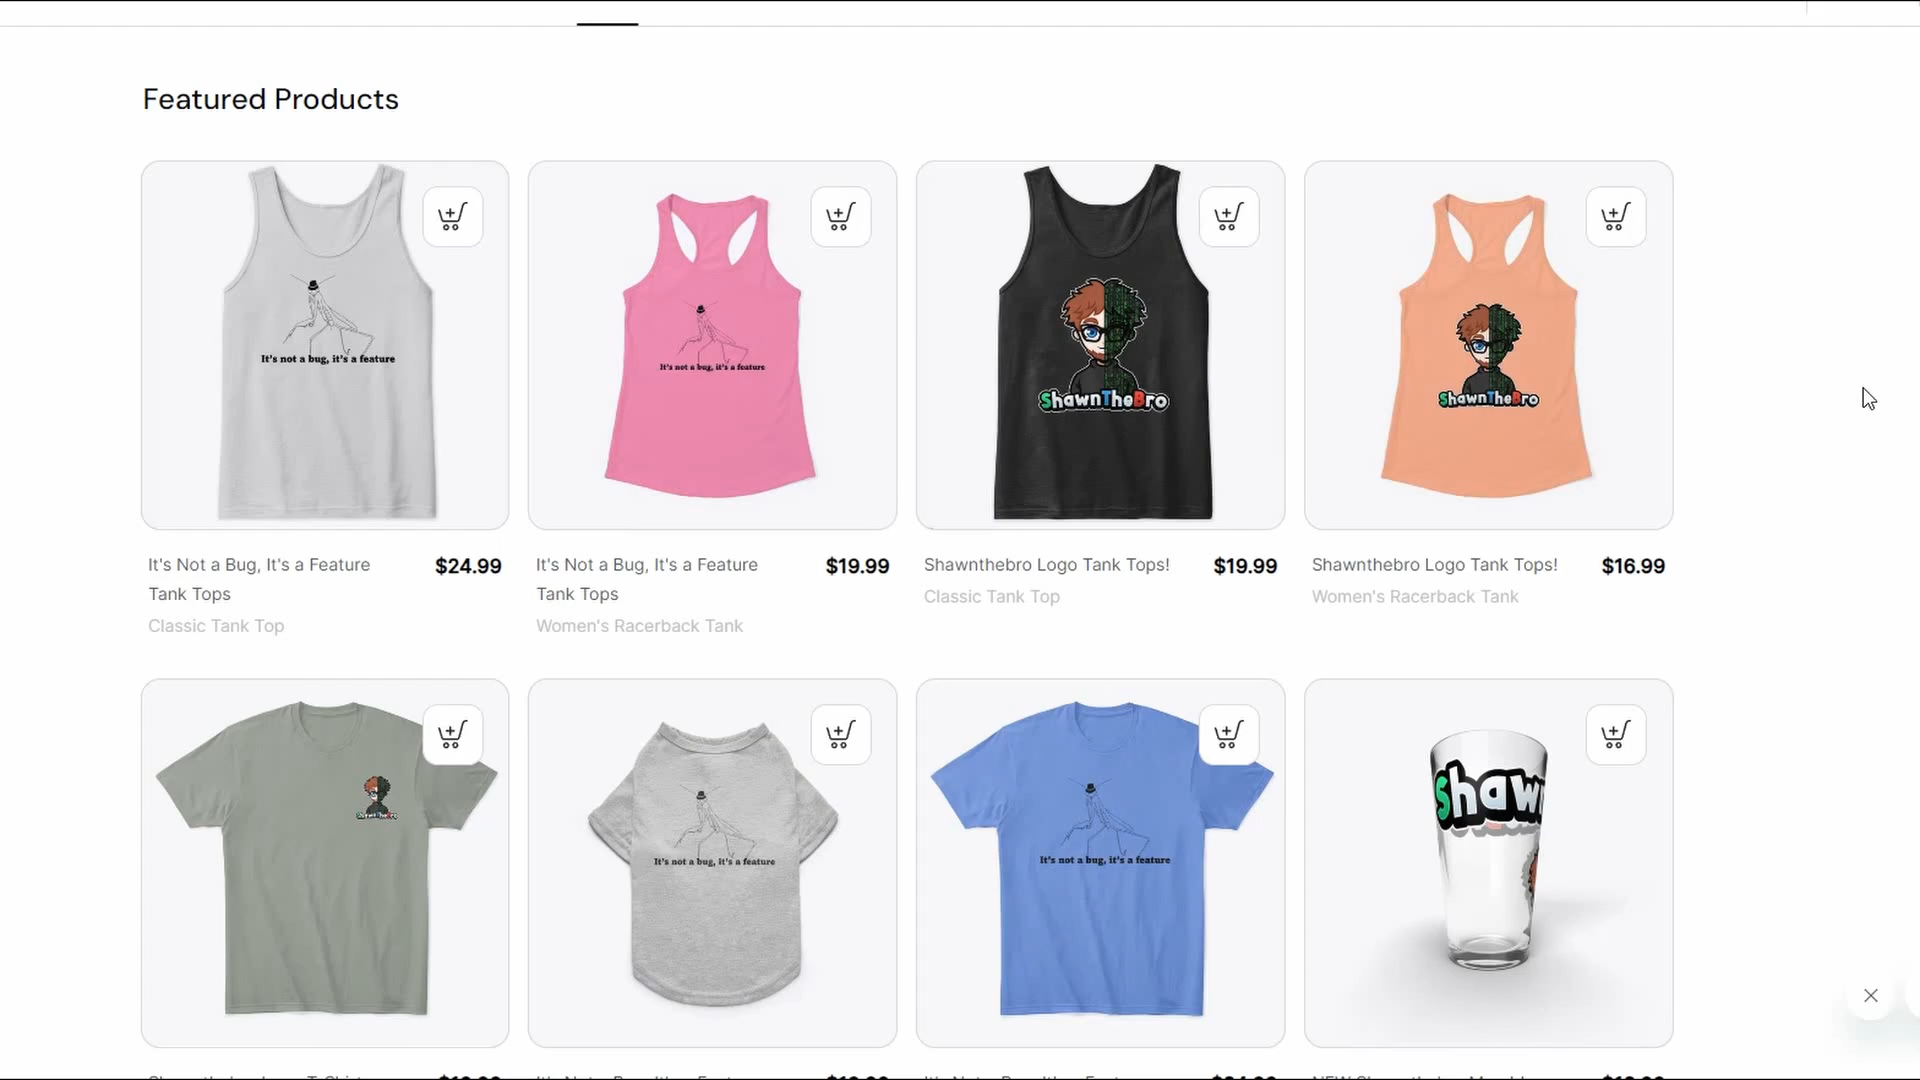 Featured Products
It's not a bug, it's a feature
It's not a bug, it's a feature
ShawnTheBro
ShawnTheBro
It's Not a Bug, It's a Feature
Tank Tops
Classic Tank Top
$24.99
It's Not a Bug, It's a Feature
Tank Tops
Women's Racerback Tank
$19.99
Shawnthebro Logo Tank Tops!
Classic Tank Top
$19.99
Shawnthebro Logo Tank Tops!
Women's Racerback Tank
$16.99
ShawnTheBro
It's not a bug, it's a feature
It's not a bug, it's a feature
Shaw